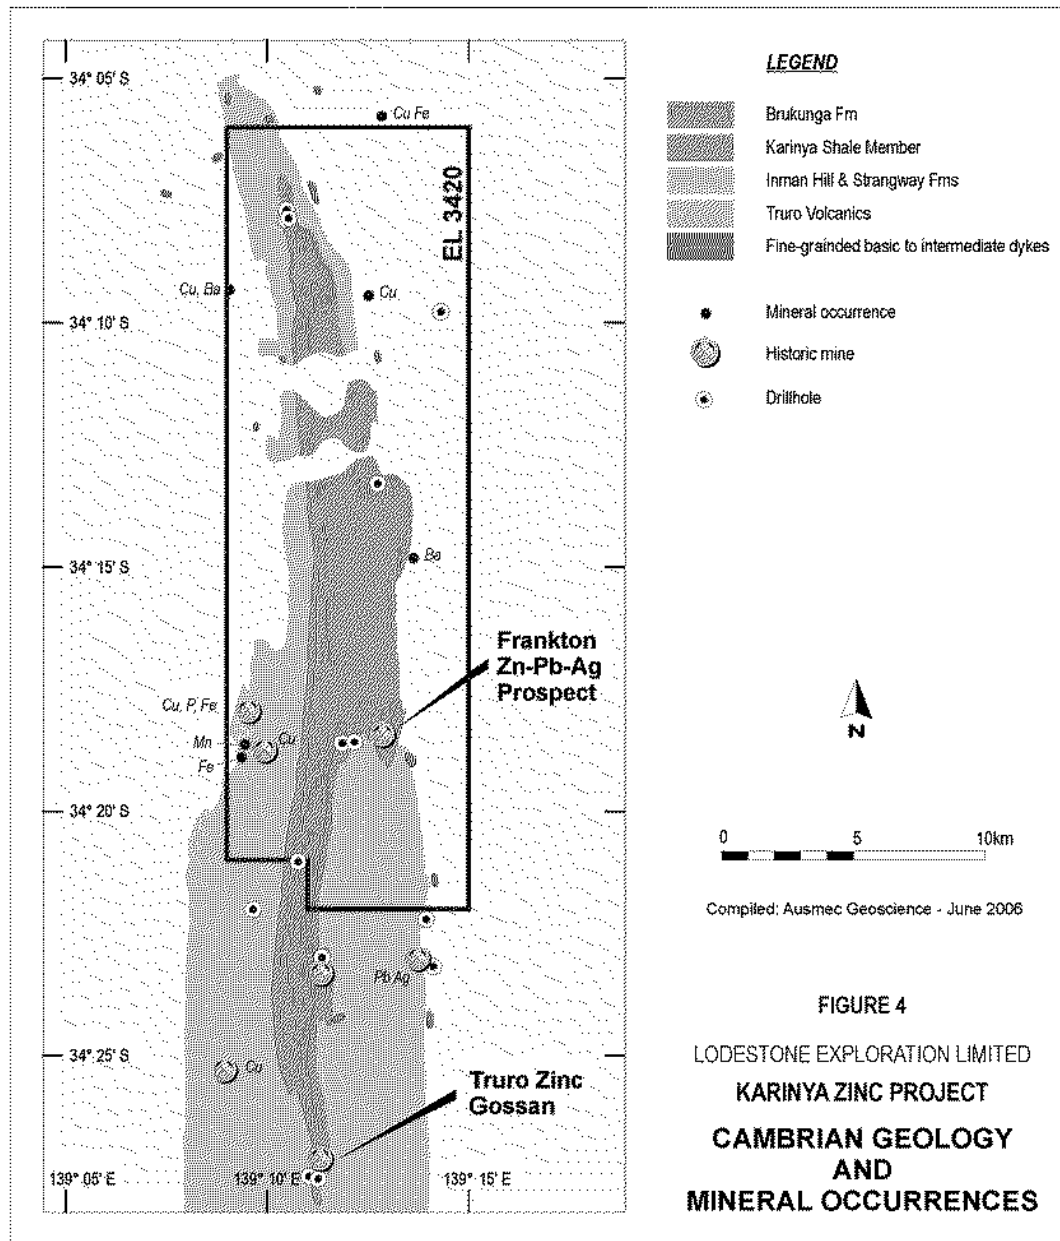 34° 05' S
Cu Fe
EL 3420
Cu, Ba
Cu
34° 10' S
Ba
34° 15' S
Frankton
Zn-Pb-Ag
Prospect
Cu, P, Fe
Mn
Cu
Fe
34° 20' S
Pb Ag
34° 25' S
Cu
Truro Zinc
Gossan
139° 05' E
139° 10' E
139° 15' E
LEGEND
Brukunga Fm
Karinya Shale Member
Inman Hill & Strangway Fms
Truro Volcanics
Fine-grainded basic to intermediate dykes
Mineral occurrence
Historic mine
Drillhole
N
0 5 10km
Compiled: Ausmec Geoscience - June 2006
FIGURE 4
LODESTONE EXPLORATION LIMITED
KARINYA ZINC PROJECT
CAMBRIAN GEOLOGY
AND
MINERAL OCCURRENCES